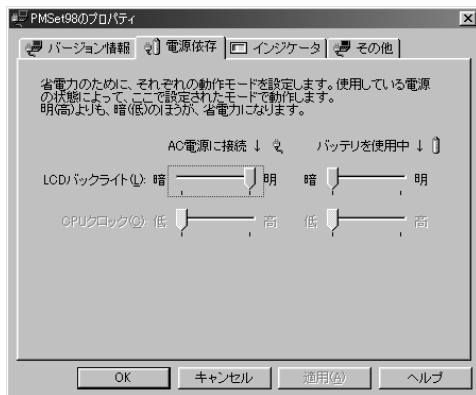 PMSet98のプロパティ
バージョン情報 電源依存 インジケータ その他
省電力のために、それぞれの動作モードを設定します。使用している電源
の状態によって、ここで設定されたモードで動作します。
明(高)よりも、暗(低)のほうが、省電力になります。
AC電源に接続 ↓ バッテリを使用中 ↓
LCDバックライト(L): 暗 明 暗 明
CPUクロック(C): 低 高 低 高
OK キャンセル 適用(A) ヘルプ